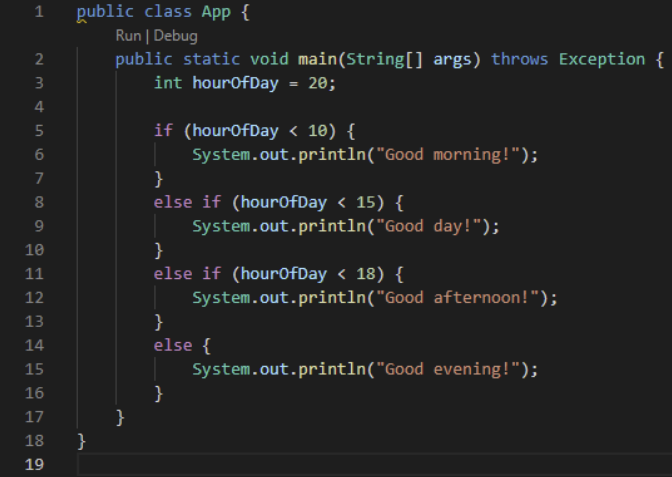 1 public class App {
Run | Debug
2 public static void main(String[] args) throws Exception {
3 int hourOfDay = 20;
4
5 if (hourOfDay < 10) {
6 System.out.println("Good morning!");
7 }
8 else if (hourOfDay < 15) {
9 System.out.println("Good day!");
10 }
11 else if (hourOfDay < 18) {
12 System.out.println("Good afternoon!");
13 }
14 else {
15 System.out.println("Good evening!");
16 }
17 }
18 }
19